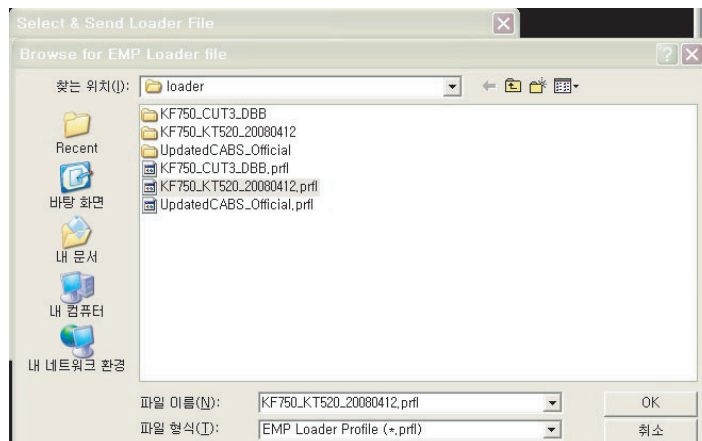 Select & Send Loader File
Browse for EMP Loader file
찾는 위치(I):
loader
KF750_CUT3_DBB
KF750_KT520_20080412
UpdatedCABS_Official
KF750_CUT3_DBB.prfl
KF750_KT520_20080412.prfl
UpdatedCABS_Official.prfl
Recent
바탕 화면
내 문서
내 컴퓨터
내 네트워크 환경
파일 이름(N):
KF750_KT520_20080412.prfl
OK
파일 형식(T):
EMP Loader Profile (*.prfl)
취소